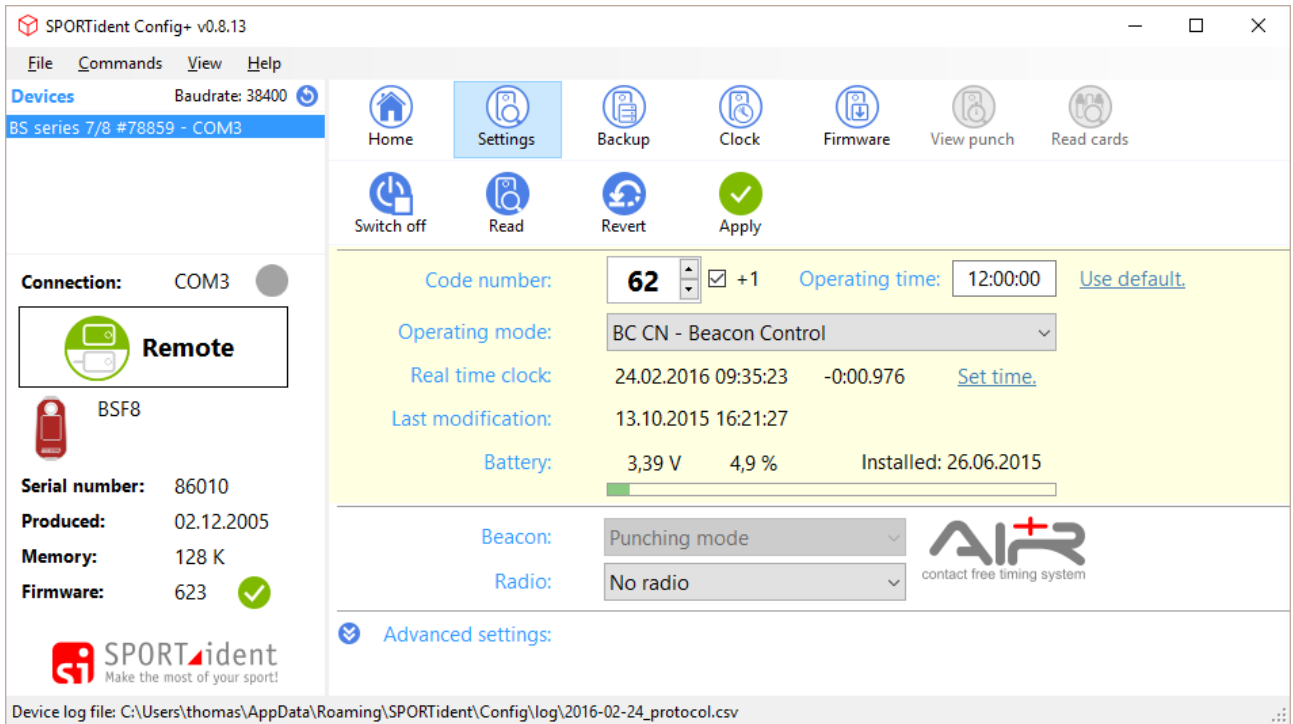 SPORTident Config+ v0.8.13
File Commands View Help
Devices Baudrate: 38400
BS series 7/8 #78859 - COM3
Home Settings Backup Clock Firmware View punch Read cards
Switch off Read Revert Apply
Connection: COM3
Remote
BSF8
Serial number: 86010
Produced: 02.12.2005
Memory: 128 K
Firmware: 623
SPORTident
Make the most of your sport!
Code number: 62 +1 Operating time: 12:00:00 Use default.
Operating mode: BC CN - Beacon Control
Real time clock: 24.02.2016 09:35:23 -0:00.976 Set time.
Last modification: 13.10.2015 16:21:27
Battery: 3,39 V 4,9 % Installed: 26.06.2015
Beacon: Punching mode
Radio: No radio
AIR+
contact free timing system
Advanced settings:
Device log file: C:\Users\thomas\AppData\Roaming\SPORTident\Config\log\2016-02-24_protocol.csv